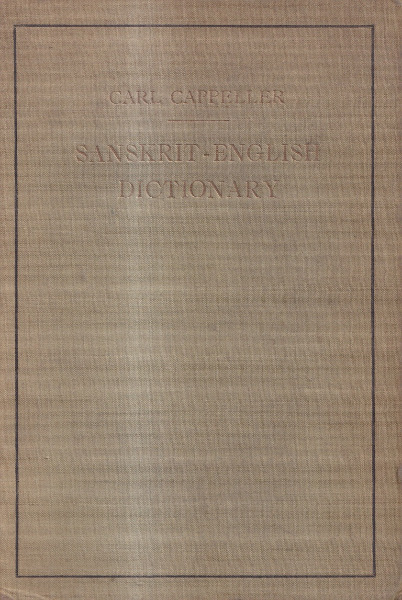 CARL CAPPELLER
SANSKRIT-ENGLISH
DICTIONARY